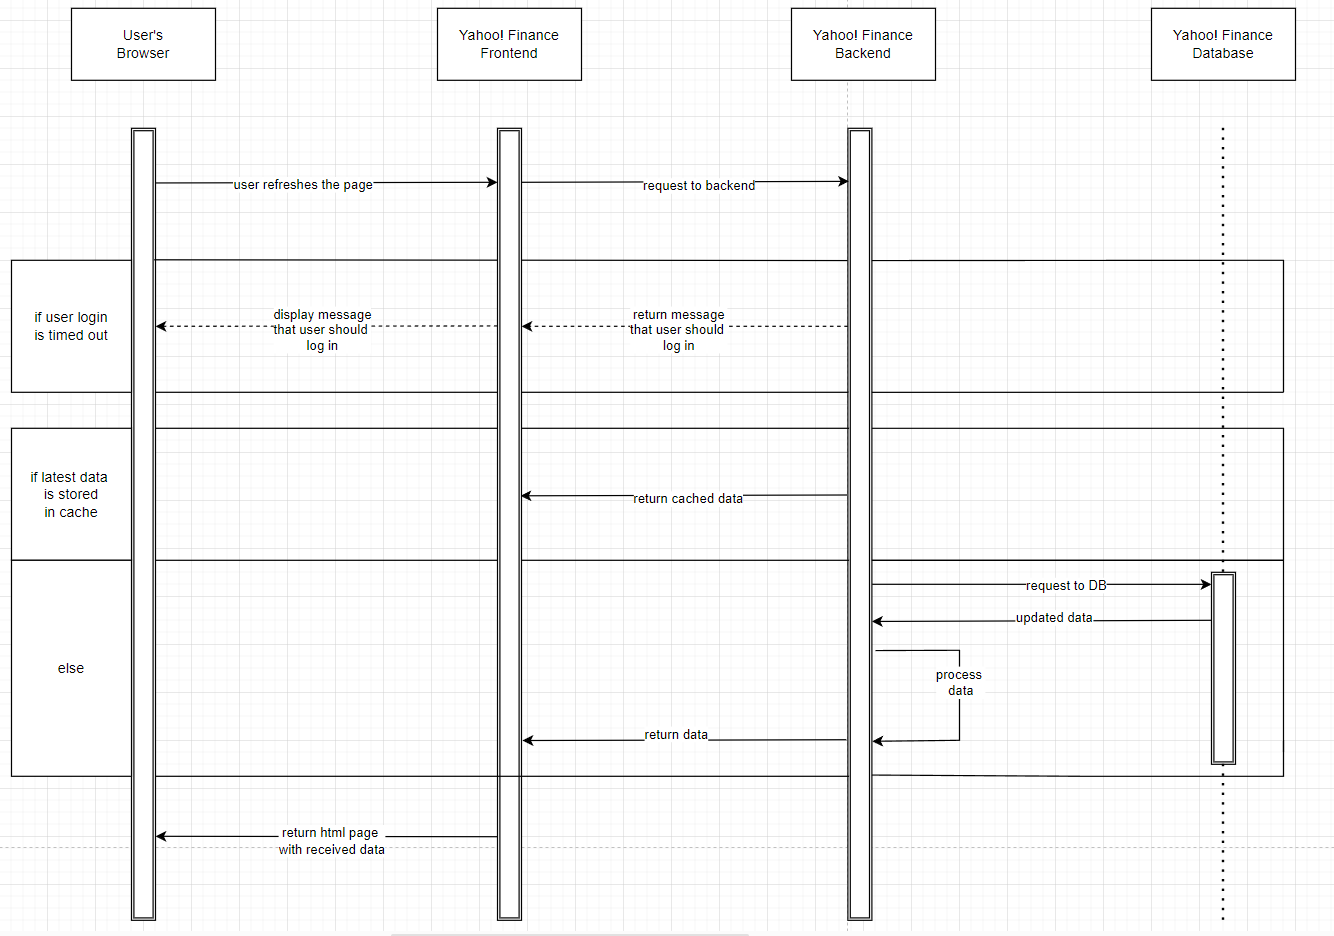 User's
Browser
Yahoo! Finance
Frontend
Yahoo! Finance
Backend
Yahoo! Finance
Database
user refreshes the page
request to backend
if user login
is timed out
display message
that user should
log in
return message
that user should
log in
if latest data
is stored
in cache
return cached data
else
request to DB
updated data
process
data
return data
return html page
with received data